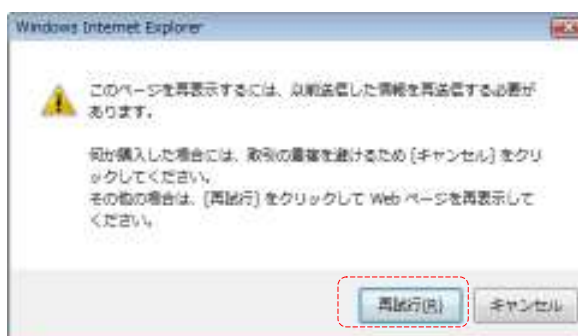 Windows Internet Explorer
このページを再表示するには、以前送信した情報を再送信する必要が
あります。
何か購入した場合には、取引の重複を避けるため [キャンセル] をクリ
ックしてください。
その他の場合は、[再試行] をクリックして Web ページを再表示して
ください。
再試行(R)
キャンセル